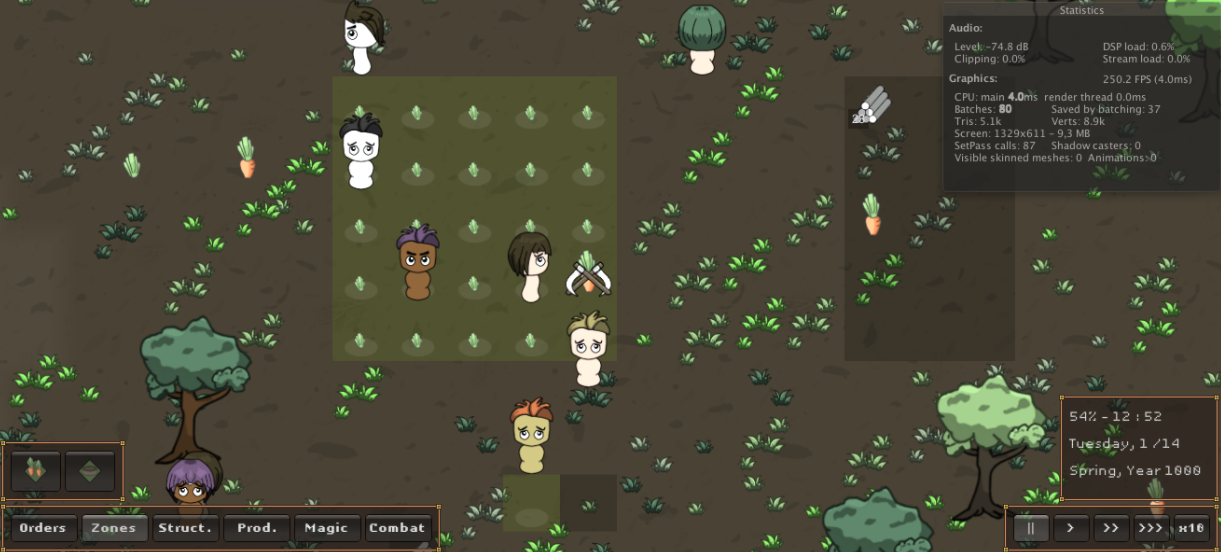 Statistics
Audio:
Level: -74.8 dB DSP load: 0.6%
Clipping: 0.0% Stream load: 0.0%
Graphics: 250.2 FPS (4.0ms)
CPU: main 4.0ms render thread 0.0ms
Batches: 80 Saved by batching: 37
Tris: 5.1k Verts: 8.9k
Screen: 1329x611 - 9,3 MB
SetPass calls: 87 Shadow casters: 0
Visible skinned meshes: 0 Animations: 0
54% - 12 : 52
Tuesday, 1 /14
Spring, Year 1000
Orders Zones Struct. Prod. Magic Combat
|| > >> >>> x10